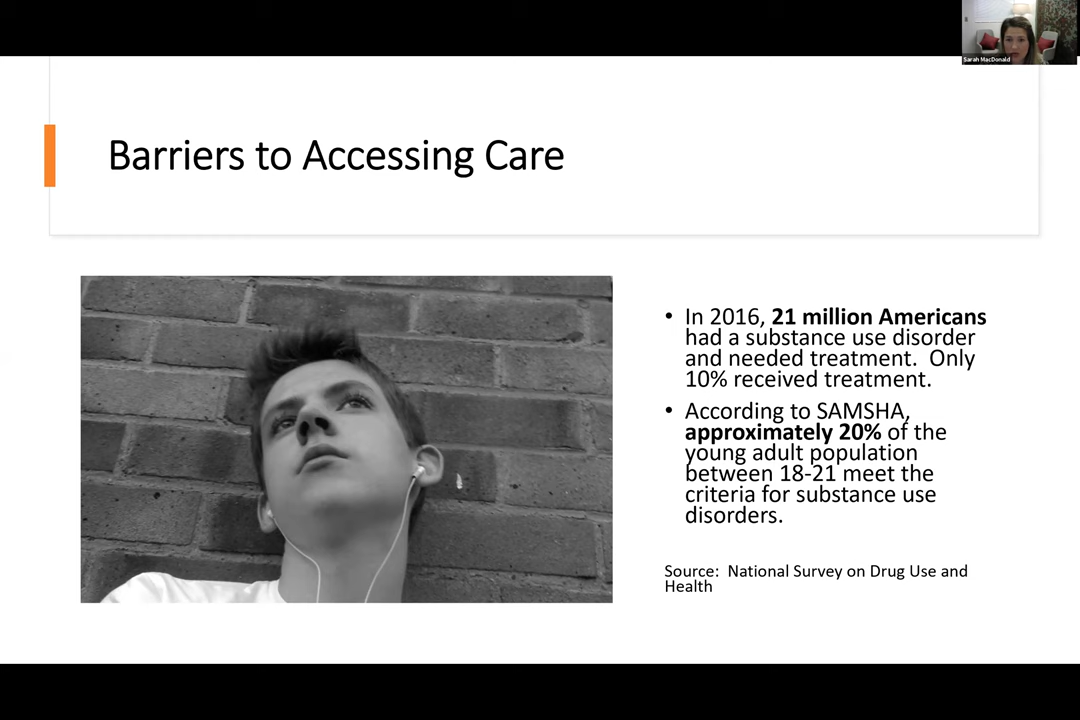 Sarah MacDonald
Barriers to Accessing Care
• In 2016, 21 million Americans
had a substance use disorder
and needed treatment.  Only
10% received treatment.
• According to SAMSHA,
approximately 20% of the
young adult population
between 18-21 meet the
criteria for substance use
disorders.
Source:  National Survey on Drug Use and
Health